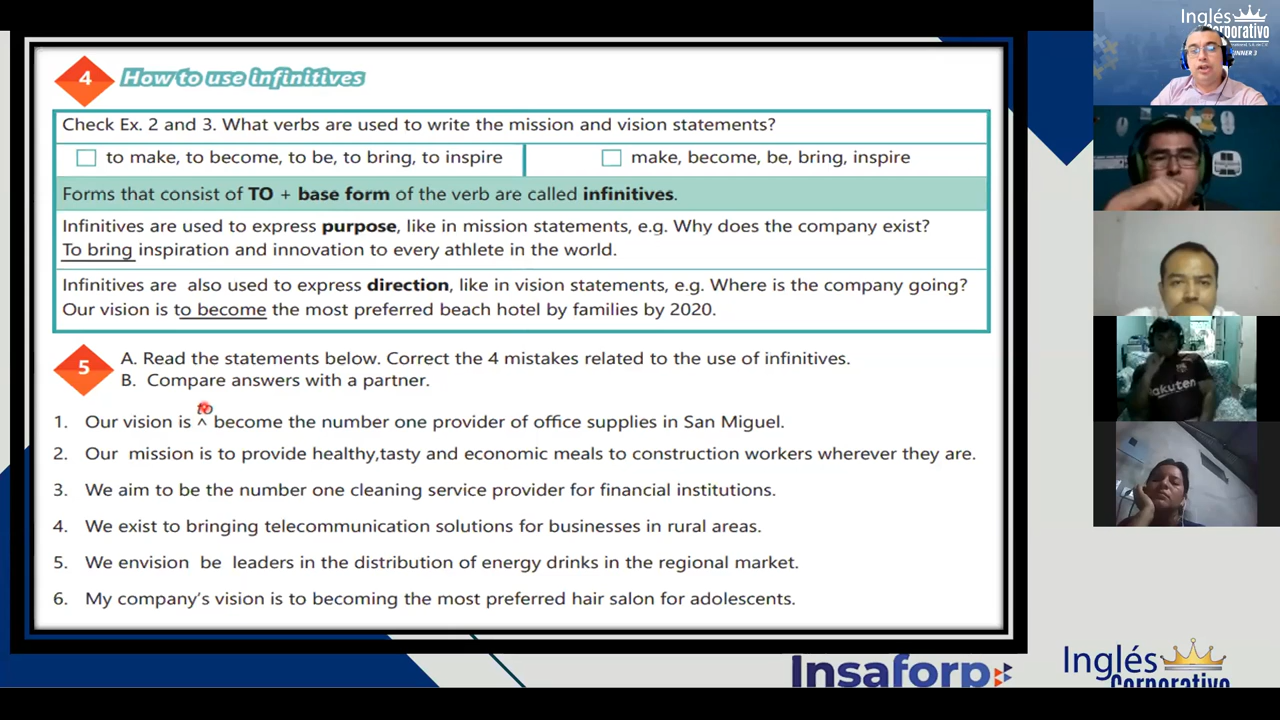 4 How to use infinitives
Check Ex. 2 and 3. What verbs are used to write the mission and vision statements?
to make, to become, to be, to bring, to inspire
make, become, be, bring, inspire
Forms that consist of TO + base form of the verb are called infinitives.
Infinitives are used to express purpose, like in mission statements, e.g. Why does the company exist?
To bring inspiration and innovation to every athlete in the world.
Infinitives are also used to express direction, like in vision statements, e.g. Where is the company going?
Our vision is to become the most preferred beach hotel by families by 2020.
5 A. Read the statements below. Correct the 4 mistakes related to the use of infinitives.
B. Compare answers with a partner.
to
1. Our vision is ^ become the number one provider of office supplies in San Miguel.
2. Our mission is to provide healthy,tasty and economic meals to construction workers wherever they are.
3. We aim to be the number one cleaning service provider for financial institutions.
4. We exist to bringing telecommunication solutions for businesses in rural areas.
5. We envision be leaders in the distribution of energy drinks in the regional market.
6. My company's vision is to becoming the most preferred hair salon for adolescents.
Insaforp
Inglés
Corporativo
Inglés
Corporativo